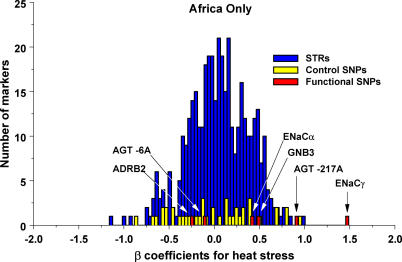 Africa Only
25
20
15
10
5
0
Number of markers
STRs
Control SNPs
Functional SNPs
AGT -6A
ADRB2
ENaCα
GNB3
AGT -217A
ENaCγ
-2.0 -1.5 -1.0 -0.5 0.0 0.5 1.0 1.5 2.0
β coefficients for heat stress